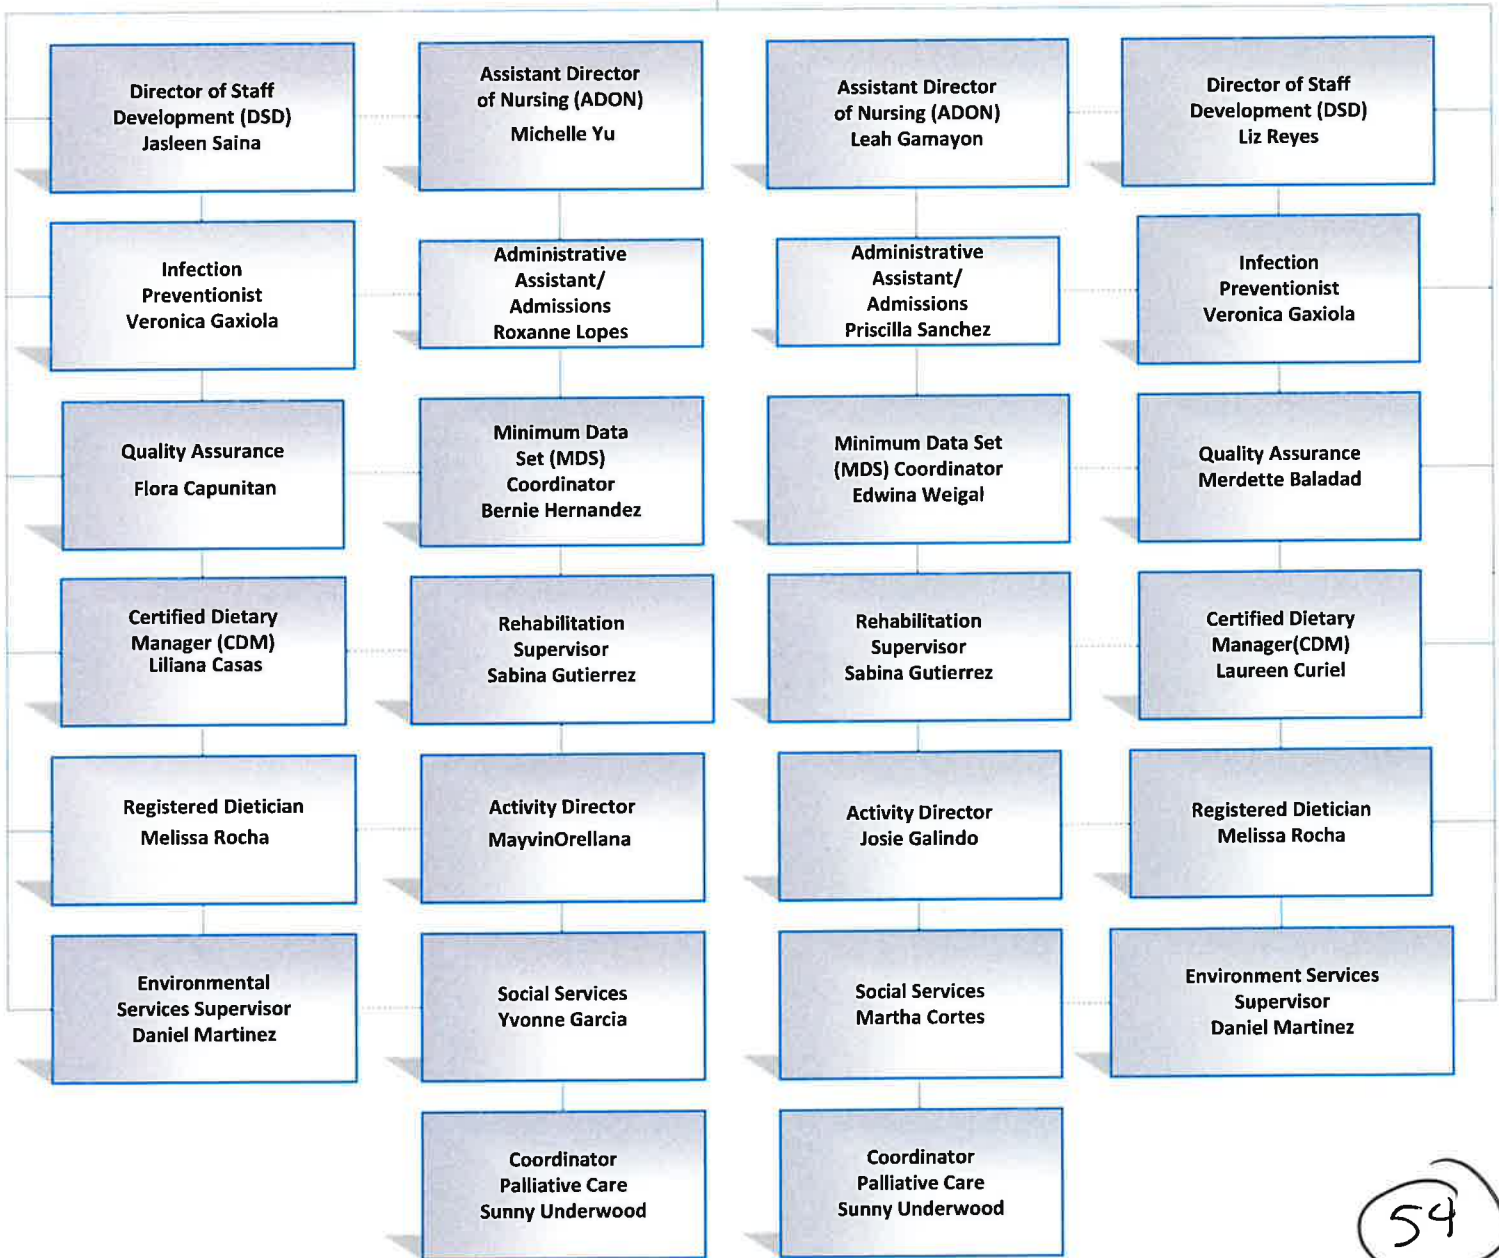 Director of Staff
Development (DSD)
Jasleen Saina
Assistant Director
of Nursing (ADON)
Michelle Yu
Assistant Director
of Nursing (ADON)
Leah Gamayon
Director of Staff
Development (DSD)
Liz Reyes
Infection
Preventionist
Veronica Gaxiola
Administrative
Assistant/
Admissions
Roxanne Lopes
Administrative
Assistant/
Admissions
Priscilla Sanchez
Infection
Preventionist
Veronica Gaxiola
Quality Assurance
Flora Capunitan
Minimum Data
Set (MDS)
Coordinator
Bernie Hernandez
Minimum Data Set
(MDS) Coordinator
Edwina Weigal
Quality Assurance
Merdette Baladad
Certified Dietary
Manager (CDM)
Liliana Casas
Rehabilitation
Supervisor
Sabina Gutierrez
Rehabilitation
Supervisor
Sabina Gutierrez
Certified Dietary
Manager(CDM)
Laureen Curiel
Registered Dietician
Melissa Rocha
Activity Director
MayvinOrellana
Activity Director
Josie Galindo
Registered Dietician
Melissa Rocha
Environmental
Services Supervisor
Daniel Martinez
Social Services
Yvonne Garcia
Social Services
Martha Cortes
Environment Services
Supervisor
Daniel Martinez
Coordinator
Palliative Care
Sunny Underwood
Coordinator
Palliative Care
Sunny Underwood
54